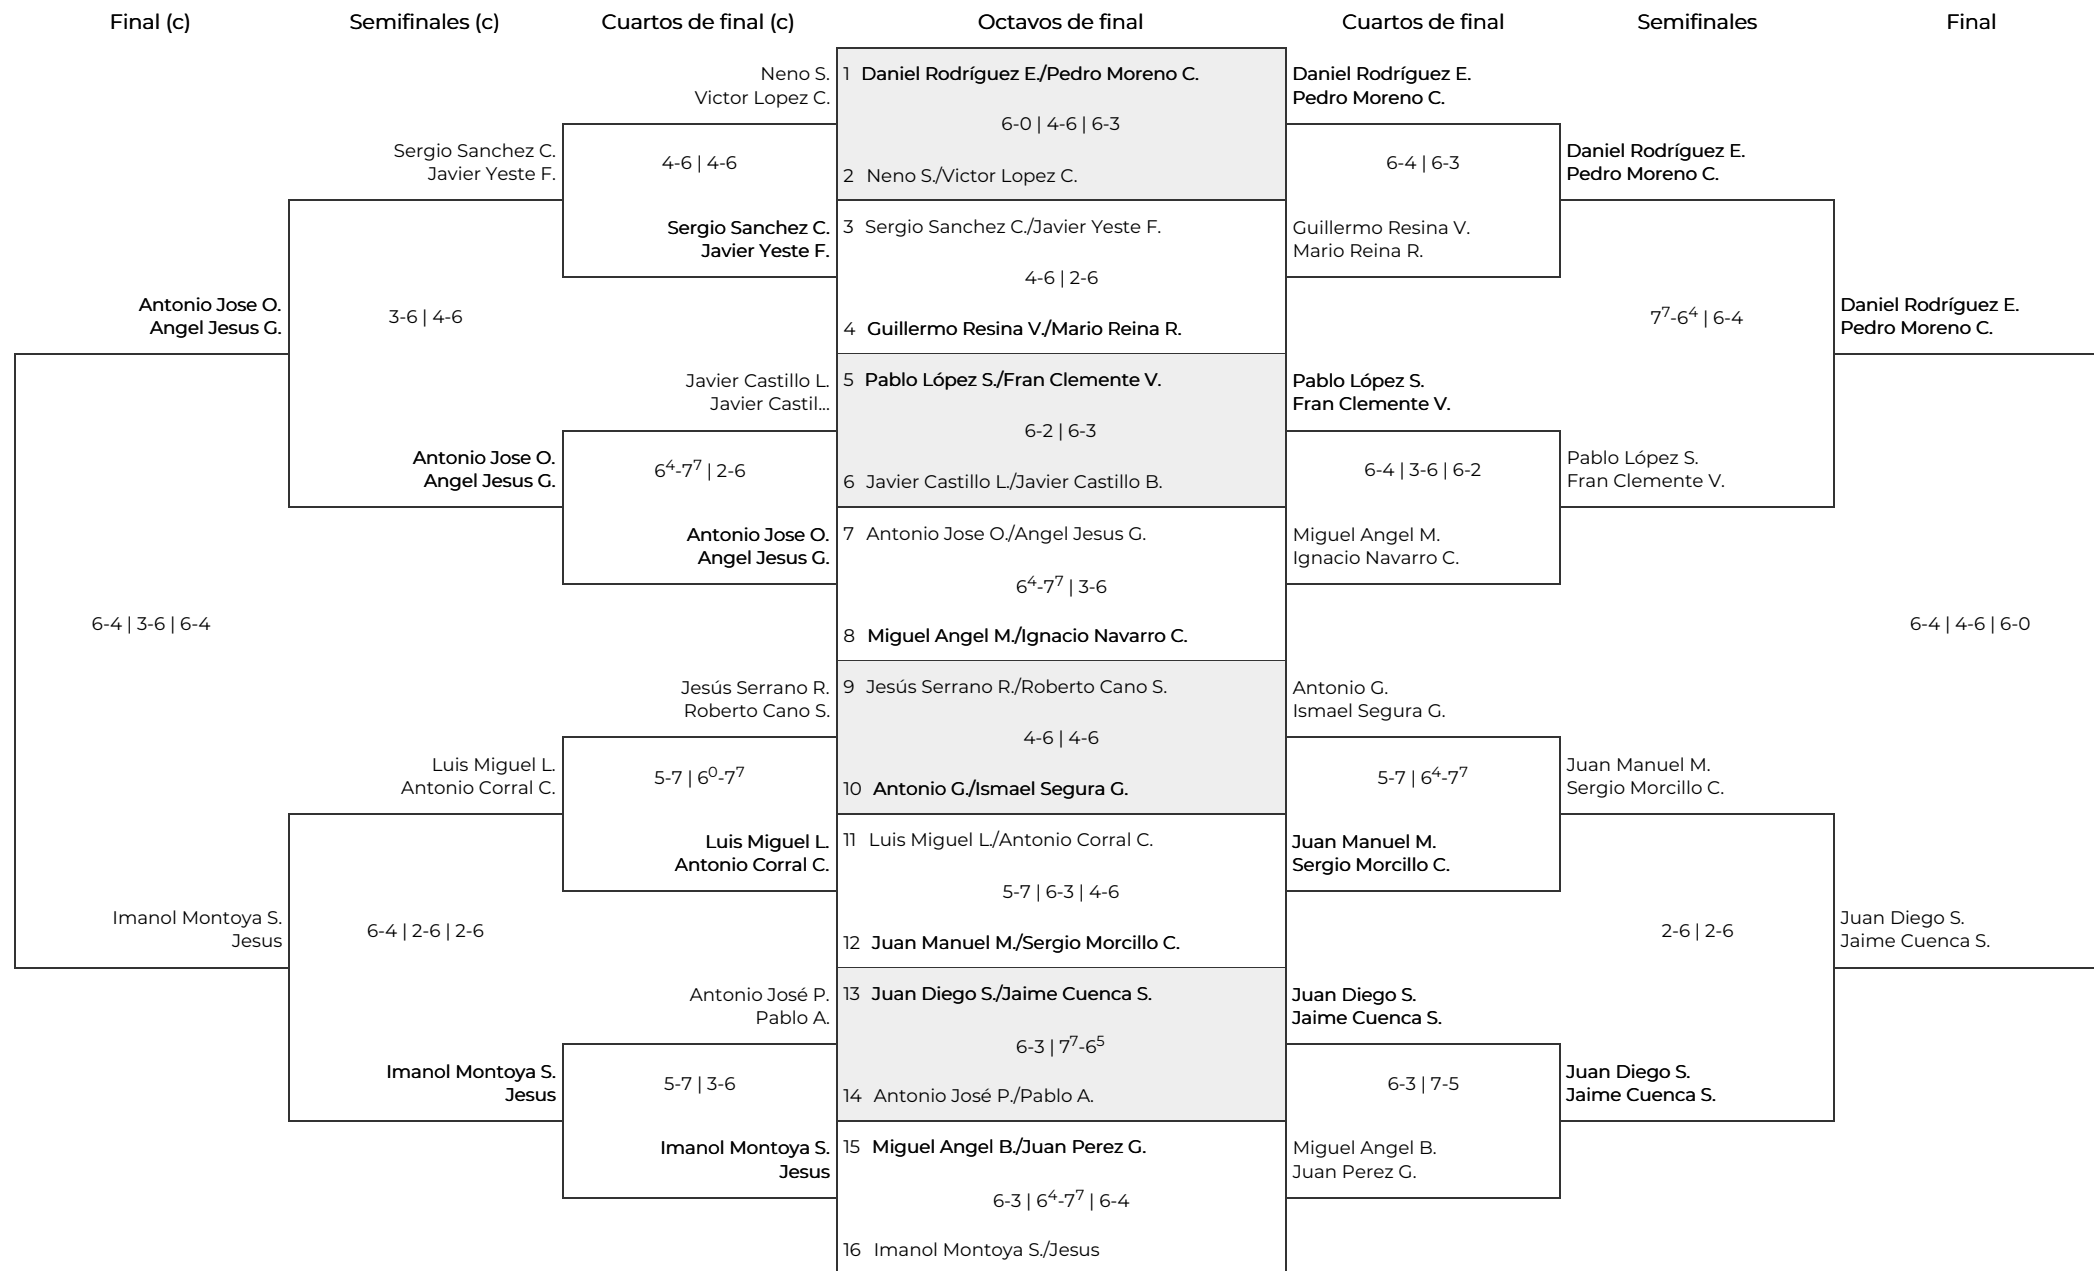 Final (c)
Semifinales (c)
Cuartos de final (c)
Octavos de final
Cuartos de final
Semifinales
Final
Antonio Jose O.
Angel Jesus G.
6-4 | 3-6 | 6-4
Imanol Montoya S.
Jesus
Sergio Sanchez C.
Javier Yeste F.
3-6 | 4-6
Antonio Jose O.
Angel Jesus G.
Luis Miguel L.
Antonio Corral C.
6-4 | 2-6 | 2-6
Imanol Montoya S.
Jesus
Neno S.
Victor Lopez C.
4-6 | 4-6
Sergio Sanchez C.
Javier Yeste F.
Javier Castillo L.
Javier Castil...
6⁴-7⁷ | 2-6
Antonio Jose O.
Angel Jesus G.
Jesús Serrano R.
Roberto Cano S.
5-7 | 6⁰-7⁷
Luis Miguel L.
Antonio Corral C.
Antonio José P.
Pablo A.
5-7 | 3-6
Imanol Montoya S.
Jesus
1 Daniel Rodríguez E./Pedro Moreno C.
6-0 | 4-6 | 6-3
2 Neno S./Victor Lopez C.
3 Sergio Sanchez C./Javier Yeste F.
4-6 | 2-6
4 Guillermo Resina V./Mario Reina R.
5 Pablo López S./Fran Clemente V.
6-2 | 6-3
6 Javier Castillo L./Javier Castillo B.
7 Antonio Jose O./Angel Jesus G.
6⁴-7⁷ | 3-6
8 Miguel Angel M./Ignacio Navarro C.
9 Jesús Serrano R./Roberto Cano S.
4-6 | 4-6
10 Antonio G./Ismael Segura G.
11 Luis Miguel L./Antonio Corral C.
5-7 | 6-3 | 4-6
12 Juan Manuel M./Sergio Morcillo C.
13 Juan Diego S./Jaime Cuenca S.
6-3 | 7⁷-6⁵
14 Antonio José P./Pablo A.
15 Miguel Angel B./Juan Perez G.
6-3 | 6⁴-7⁷ | 6-4
16 Imanol Montoya S./Jesus
Daniel Rodríguez E.
Pedro Moreno C.
6-4 | 6-3
Guillermo Resina V.
Mario Reina R.
Pablo López S.
Fran Clemente V.
6-4 | 3-6 | 6-2
Miguel Angel M.
Ignacio Navarro C.
Antonio G.
Ismael Segura G.
5-7 | 6⁴-7⁷
Juan Manuel M.
Sergio Morcillo C.
Juan Diego S.
Jaime Cuenca S.
6-3 | 7-5
Miguel Angel B.
Juan Perez G.
Daniel Rodríguez E.
Pedro Moreno C.
7⁷-6⁴ | 6-4
Pablo López S.
Fran Clemente V.
Juan Manuel M.
Sergio Morcillo C.
2-6 | 2-6
Juan Diego S.
Jaime Cuenca S.
Daniel Rodríguez E.
Pedro Moreno C.
6-4 | 4-6 | 6-0
Juan Diego S.
Jaime Cuenca S.